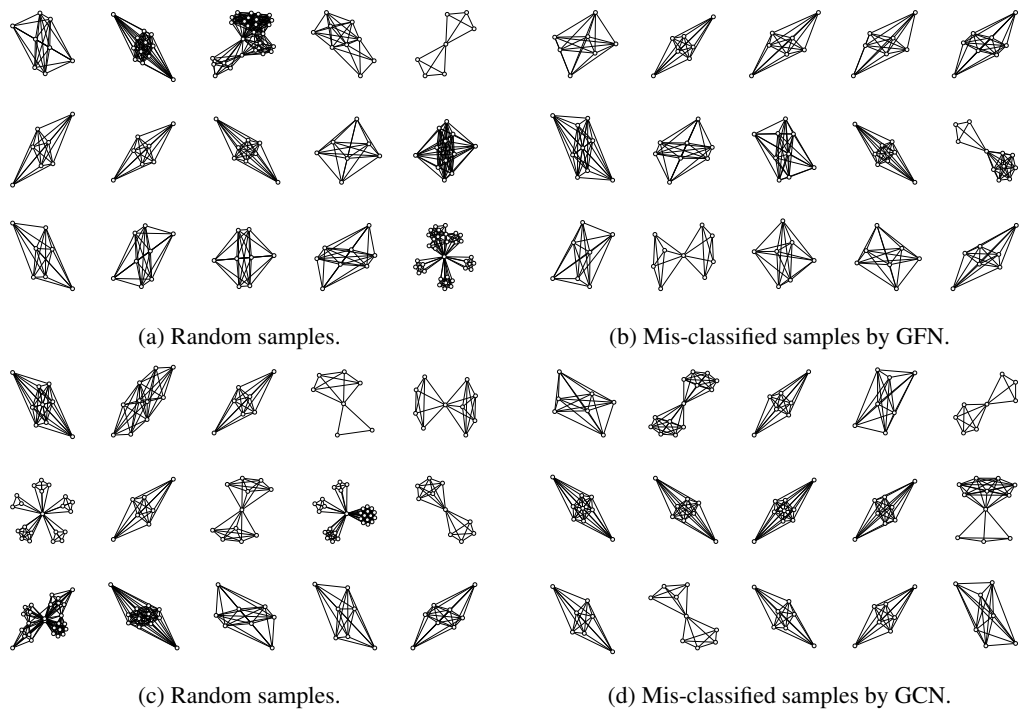 (a) Random samples.
(b) Mis-classified samples by GFN.
(c) Random samples.
(d) Mis-classified samples by GCN.